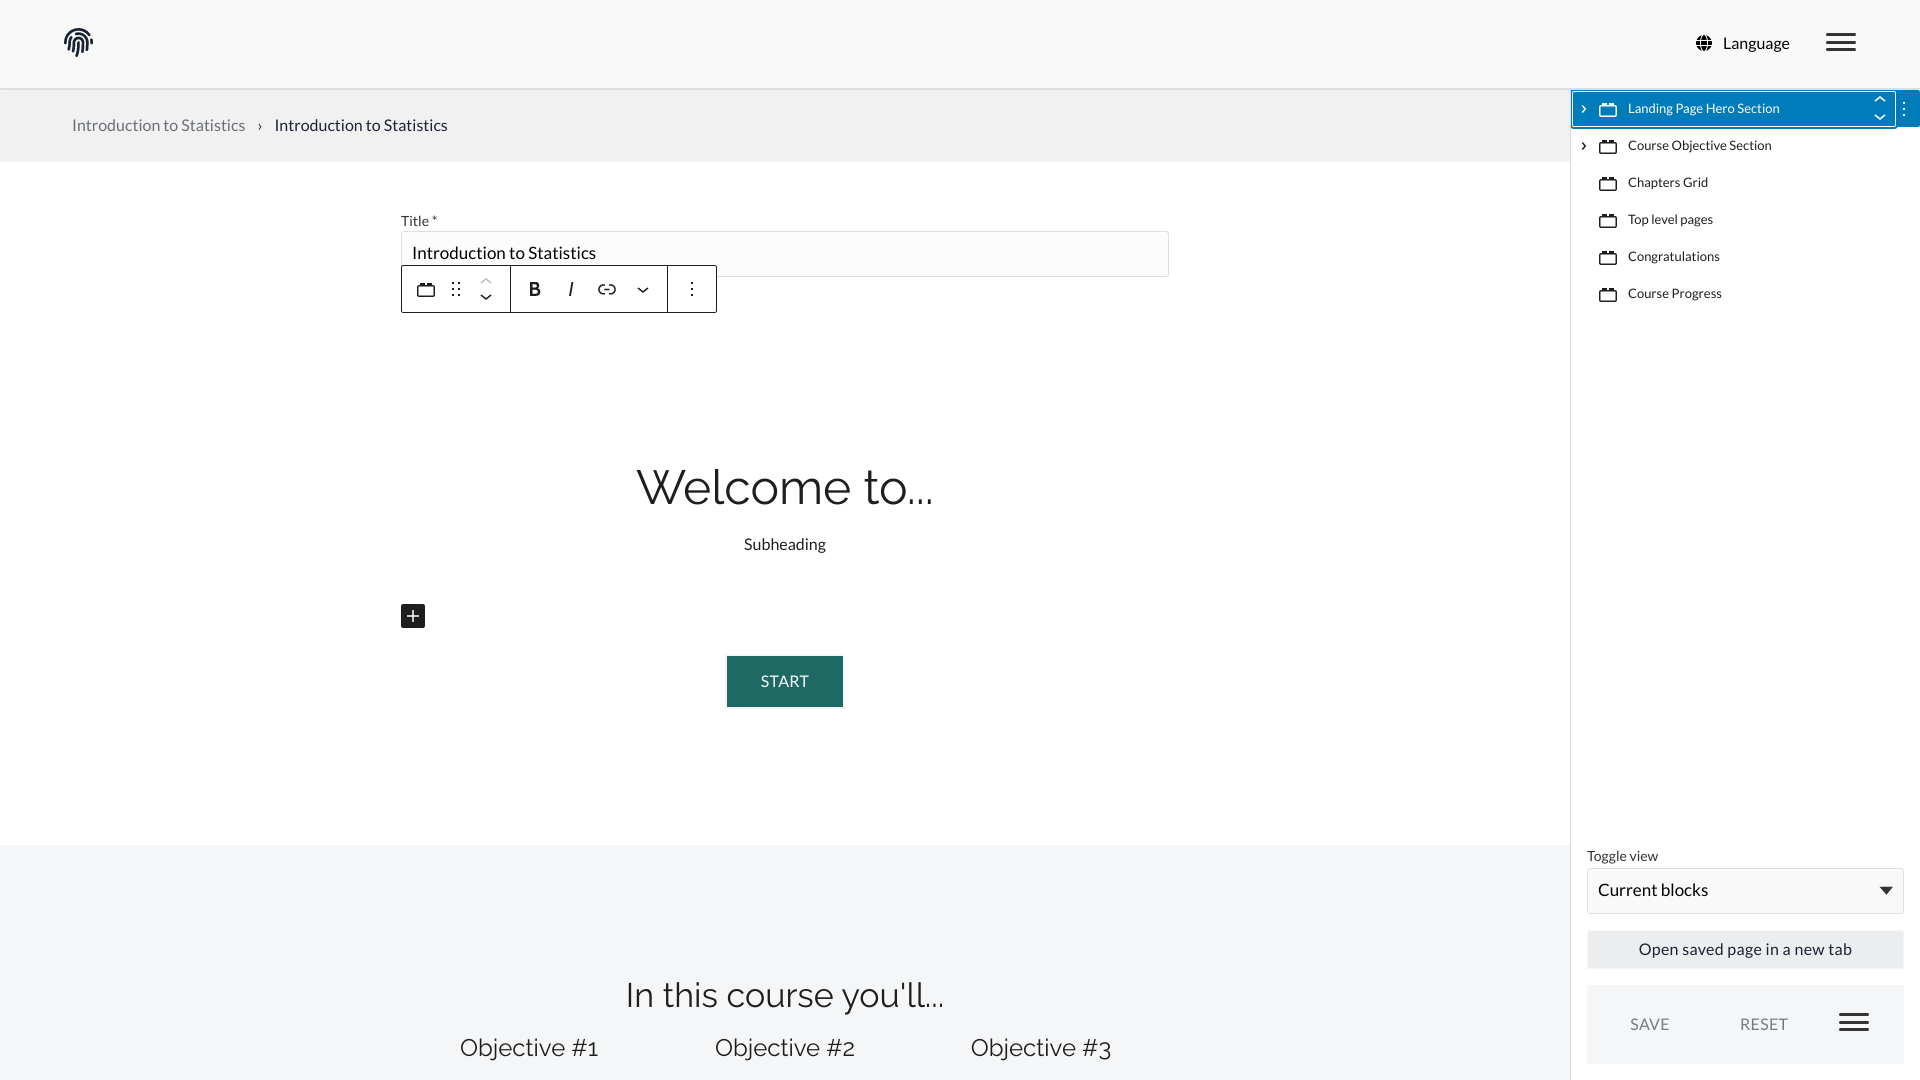 Language
Introduction to Statistics › Introduction to Statistics
Title *
Introduction to Statistics
B I
Welcome to...
Subheading
START
In this course you'll...
Objective #1 Objective #2 Objective #3
Landing Page Hero Section
Course Objective Section
Chapters Grid
Top level pages
Congratulations
Course Progress
Toggle view
Current blocks
Open saved page in a new tab
SAVE RESET